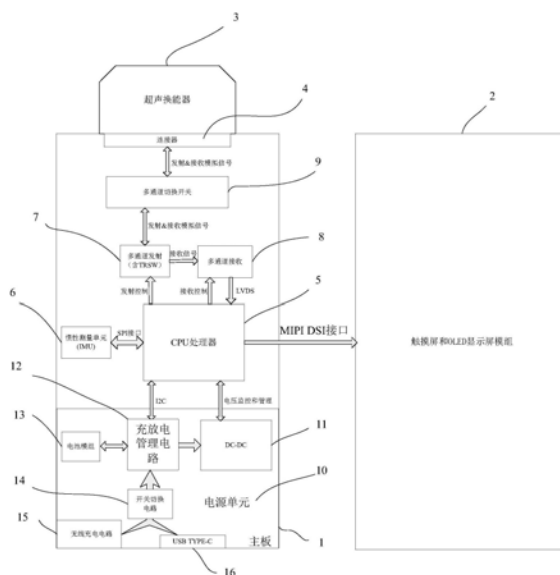 3
超声换能器
4
2
连接器
发射&接收模拟信号
9
多通道切换开关
7
发射&接收模拟信号
8
多通道发射
(含TRSW)
接收信号
多通道接收
发射控制
接收控制
LVDS
5
6
惯性测量单元
(IMU)
SPI接口
CPU处理器
MIPI DSI接口
触摸屏和OLED显示屏模组
12
I2C
电压监控和管理
13
充放电
管理电
路
电池模组
DC-DC
11
14
开关切换
电路
电源单元
10
15
无线充电电路
主板
1
USB TYPE-C
16